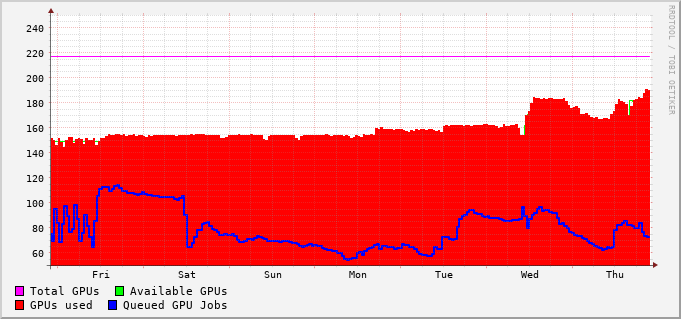 RRDTOOL / TOBI OETIKER
240
220
200
180
160
140
120
100
80
60
Fri Sat Sun Mon Tue Wed Thu
Total GPUs Available GPUs
GPUs used Queued GPU Jobs